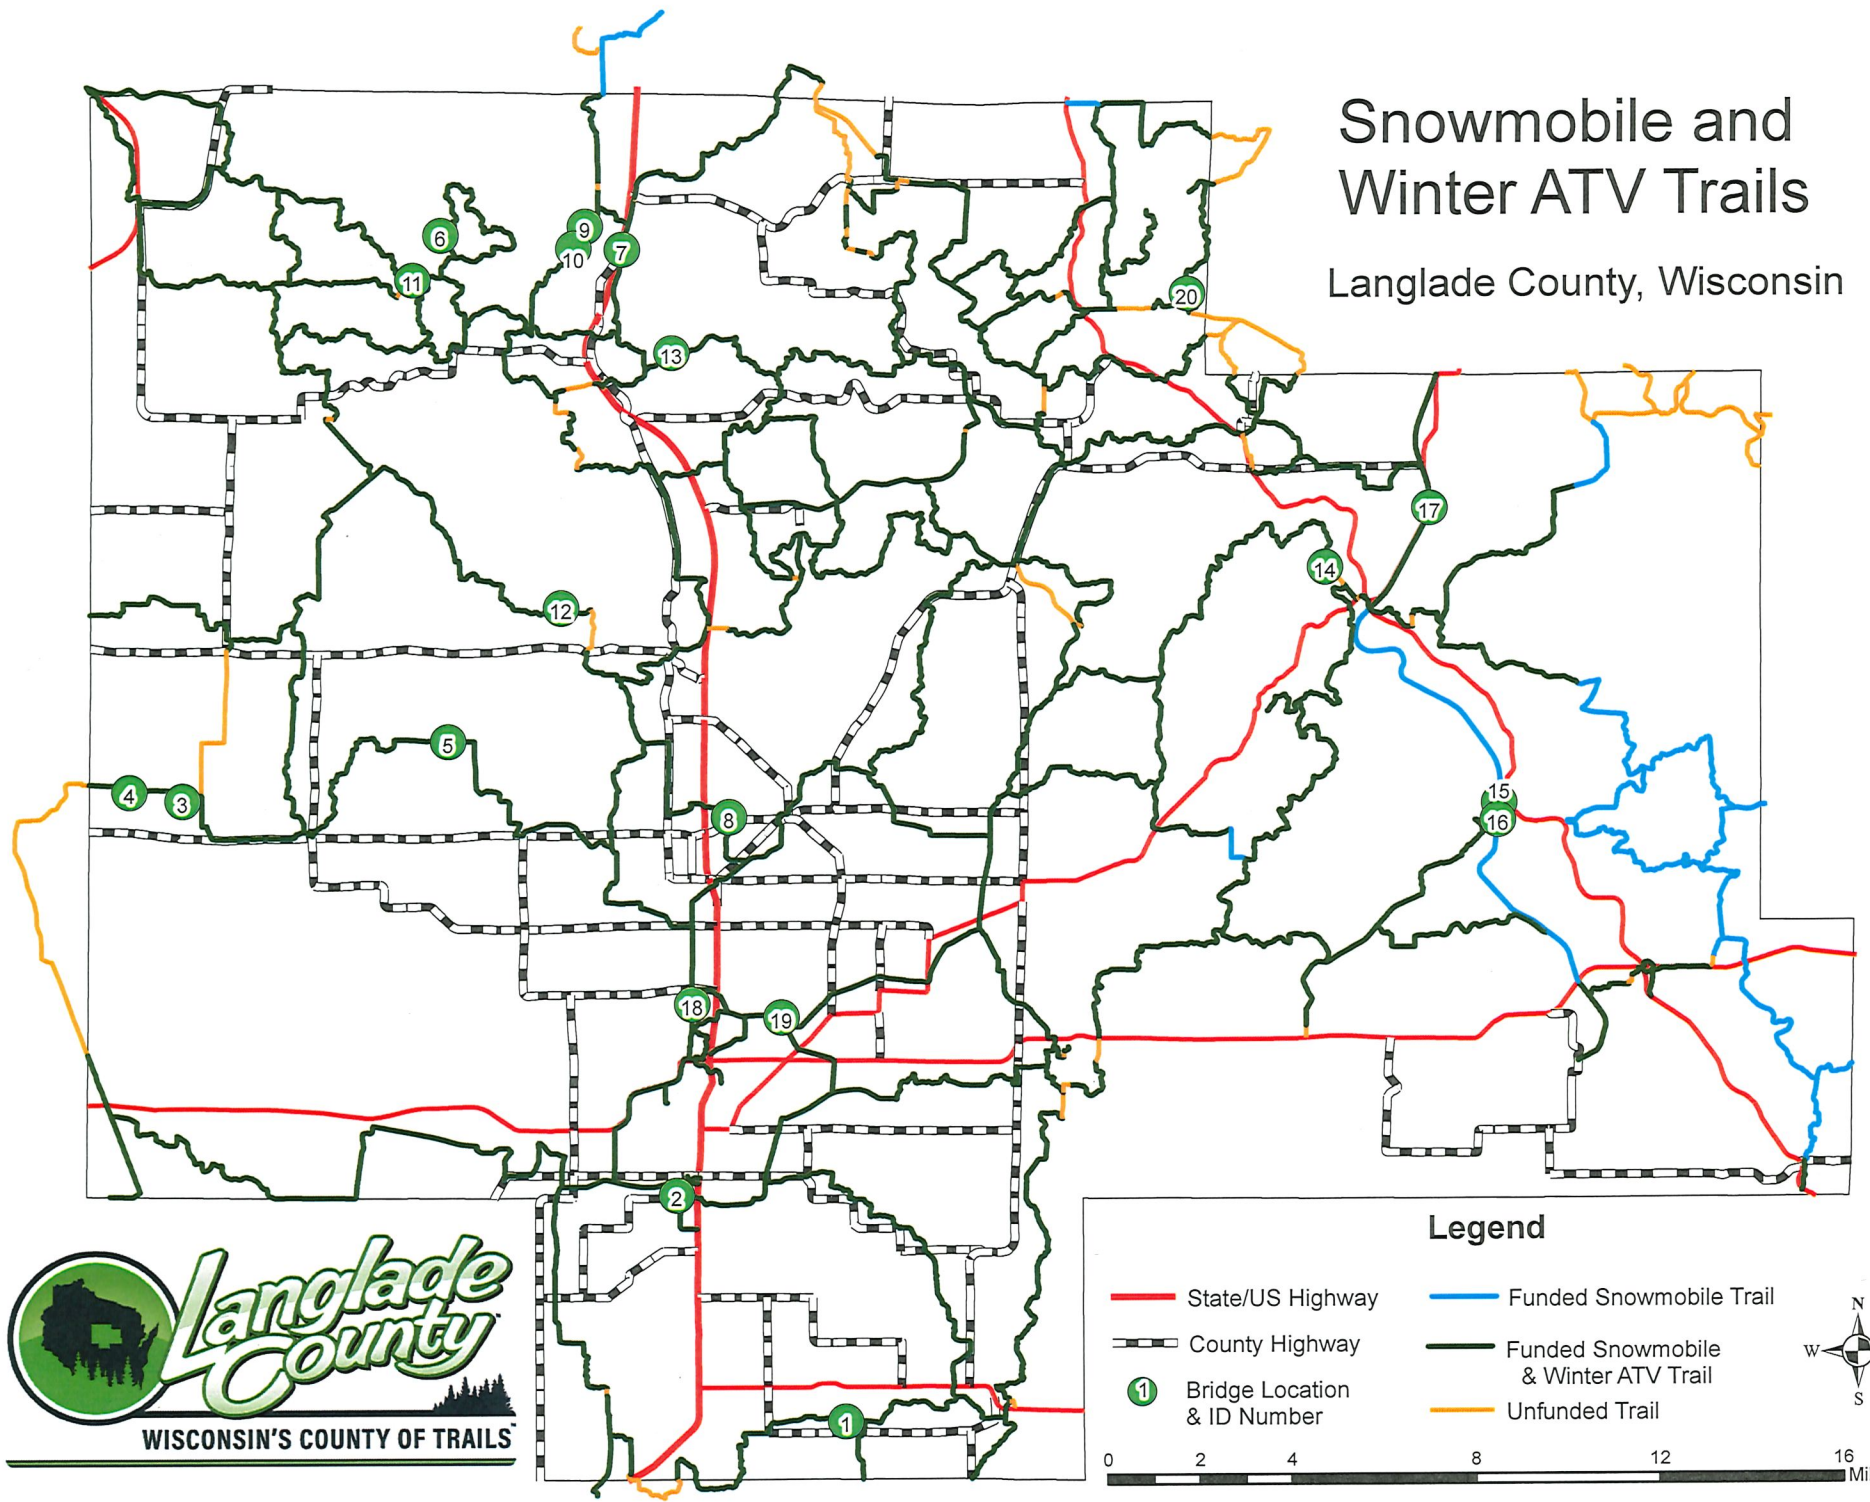 Snowmobile and
Winter ATV Trails
Langlade County, Wisconsin
6
9
10
7
11
20
13
17
14
12
5
4
3
8
15
16
18
19
2
1
Langlade
County
WISCONSIN'S COUNTY OF TRAILS
Legend
State/US Highway
County Highway
1
Bridge Location
& ID Number
Funded Snowmobile Trail
Funded Snowmobile
& Winter ATV Trail
Unfunded Trail
N
W
S
0 2 4 8 12 16
Mil